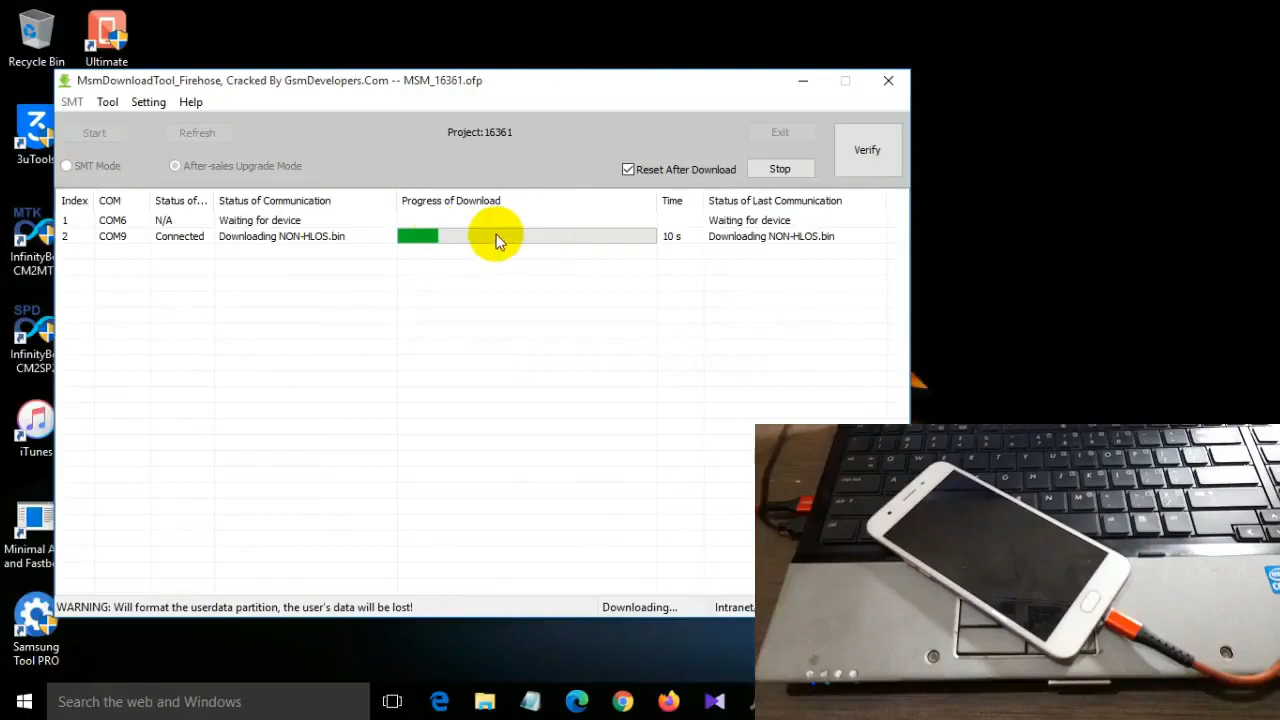 Recycle Bin
Ultimate
3uTools
MTK
InfinityB
CM2MT
SPD
InfinityB
CM2SP
iTunes
Minimal A
and Fastb
Samsung
Tool PRO
MsmDownloadTool_Firehose, Cracked By GsmDevelopers.Com -- MSM_16361.ofp
SMT Tool Setting Help
Start Refresh Project:16361 Exit
Verify
SMT Mode After-sales Upgrade Mode Reset After Download Stop
Index COM Status of... Status of Communication Progress of Download Time Status of Last Communication
1 COM6 N/A Waiting for device Waiting for device
2 COM9 Connected Downloading NON-HLOS.bin 10 s Downloading NON-HLOS.bin
WARNING: Will format the userdata partition, the user's data will be lost! Downloading... Intranet,
Search the web and Windows